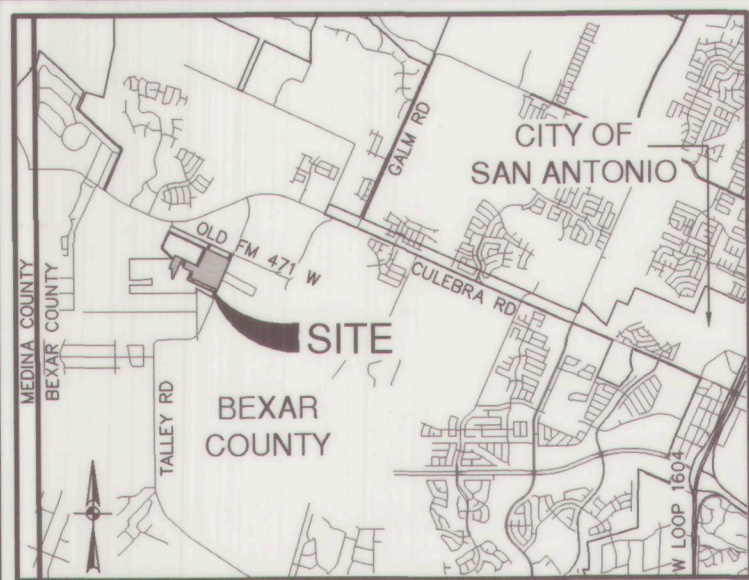 GALM RD
CITY OF
SAN ANTONIO
OLD FM 471 W
CULEBRA RD
SITE
MEDINA COUNTY
BEXAR COUNTY
TALLEY RD
BEXAR
COUNTY
W LOOP 1604